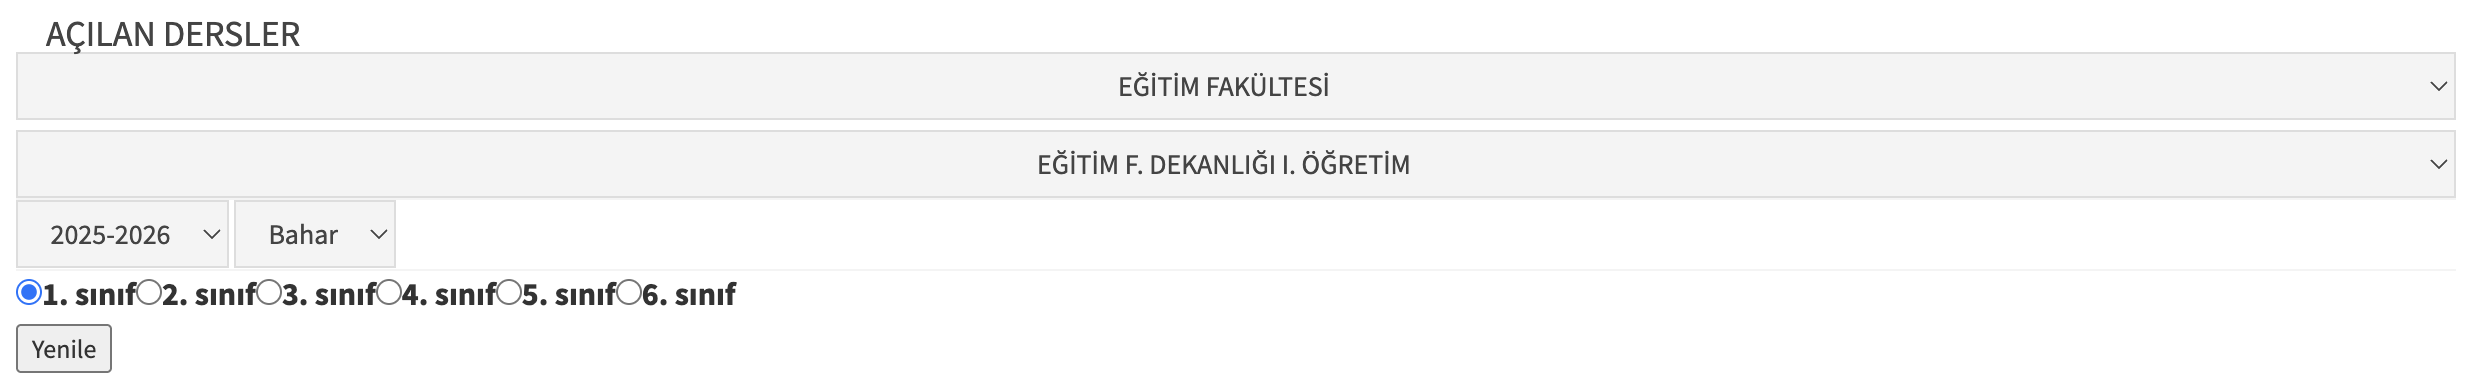 AÇILAN DERSLER
EĞİTİM FAKÜLTESİ
EĞİTİM F. DEKANLIĞI I. ÖĞRETİM
2025-2026 Bahar
1. sınıf 2. sınıf 3. sınıf 4. sınıf 5. sınıf 6. sınıf
Yenile